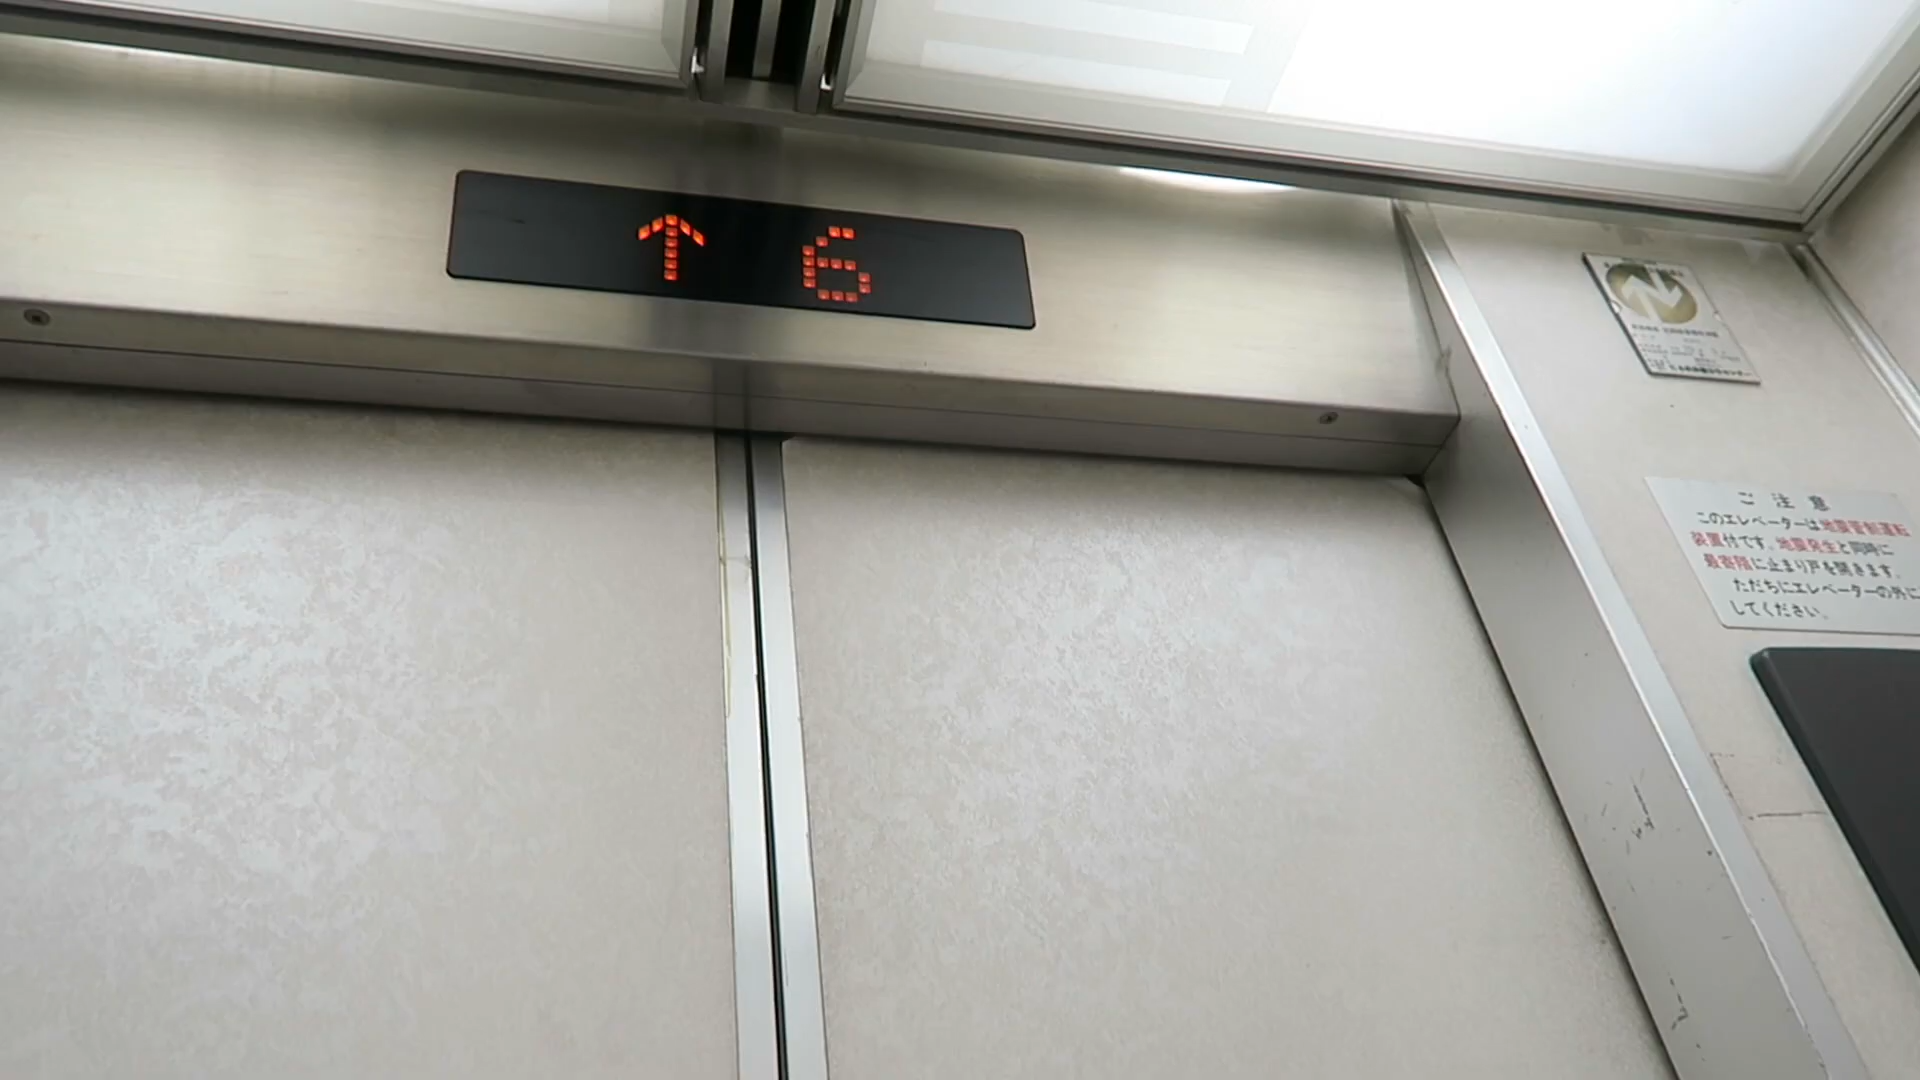 ↑ 6
ご注意
このエレベーターは地震管制運転
装置付です。地震発生と同時に
最寄階に止まり戸を開きます。
ただちにエレベーターの外に
してください。